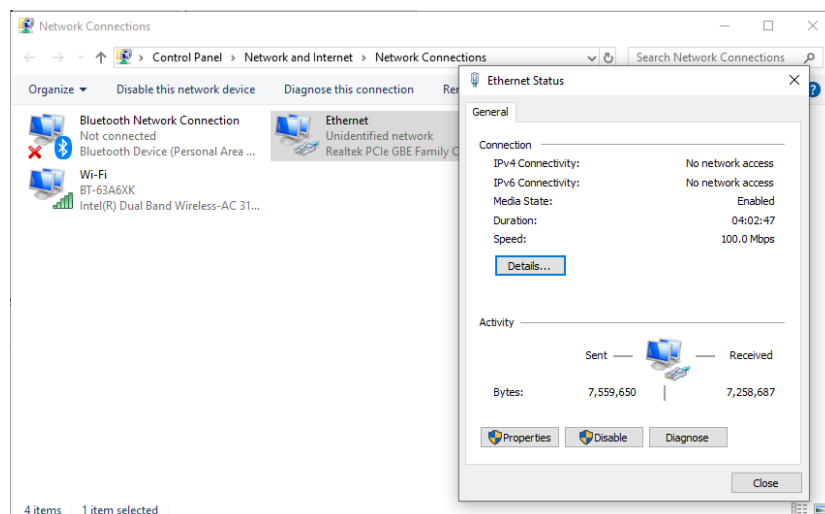 Network Connections
Control Panel > Network and Internet > Network Connections
Search Network Connections
Organize
Disable this network device
Diagnose this connection
Bluetooth Network Connection
Not connected
Bluetooth Device (Personal Area ...
Ethernet
Unidentified network
Realtek PCIe GBE Family C
Wi-Fi
BT-63A6XK
Intel(R) Dual Band Wireless-AC 31...
Ethernet Status
General
Connection
IPv4 Connectivity: No network access
IPv6 Connectivity: No network access
Media State: Enabled
Duration: 04:02:47
Speed: 100.0 Mbps
Details...
Activity
Sent Received
Bytes: 7,559,650 7,258,687
Properties Disable Diagnose
Close
4 items 1 item selected